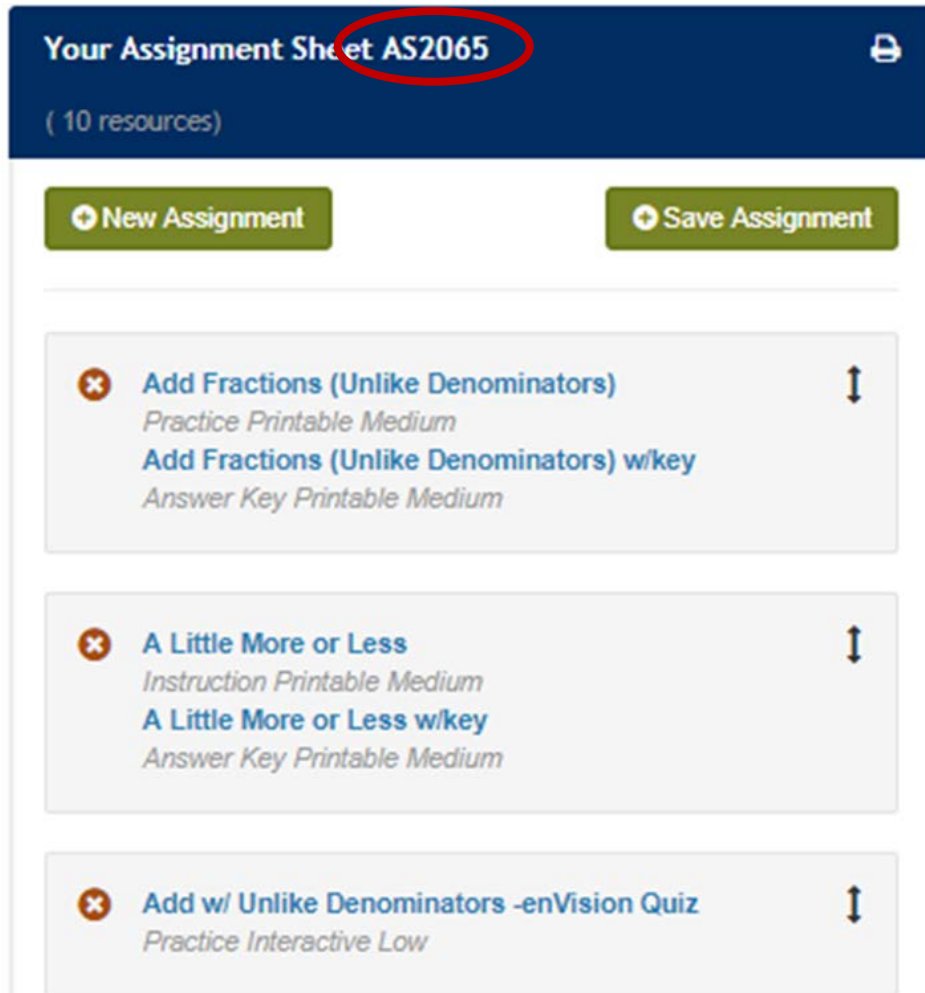 Your Assignment Sheet AS2065
( 10 resources)
New Assignment
Save Assignment
Add Fractions (Unlike Denominators)
Practice Printable Medium
Add Fractions (Unlike Denominators) w/key
Answer Key Printable Medium
A Little More or Less
Instruction Printable Medium
A Little More or Less w/key
Answer Key Printable Medium
Add w/ Unlike Denominators -enVision Quiz
Practice Interactive Low